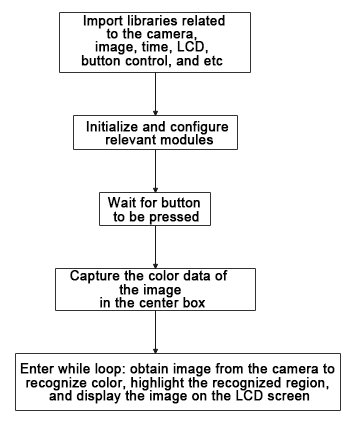 Import libraries related
to the camera,
image, time, LCD,
button control, and etc
Initialize and configure
relevant modules
Wait for button
to be pressed
Capture the color data of
the image
in the center box
Enter while loop: obtain image from the camera to
recognize color, highlight the recognized region,
and display the image on the LCD screen